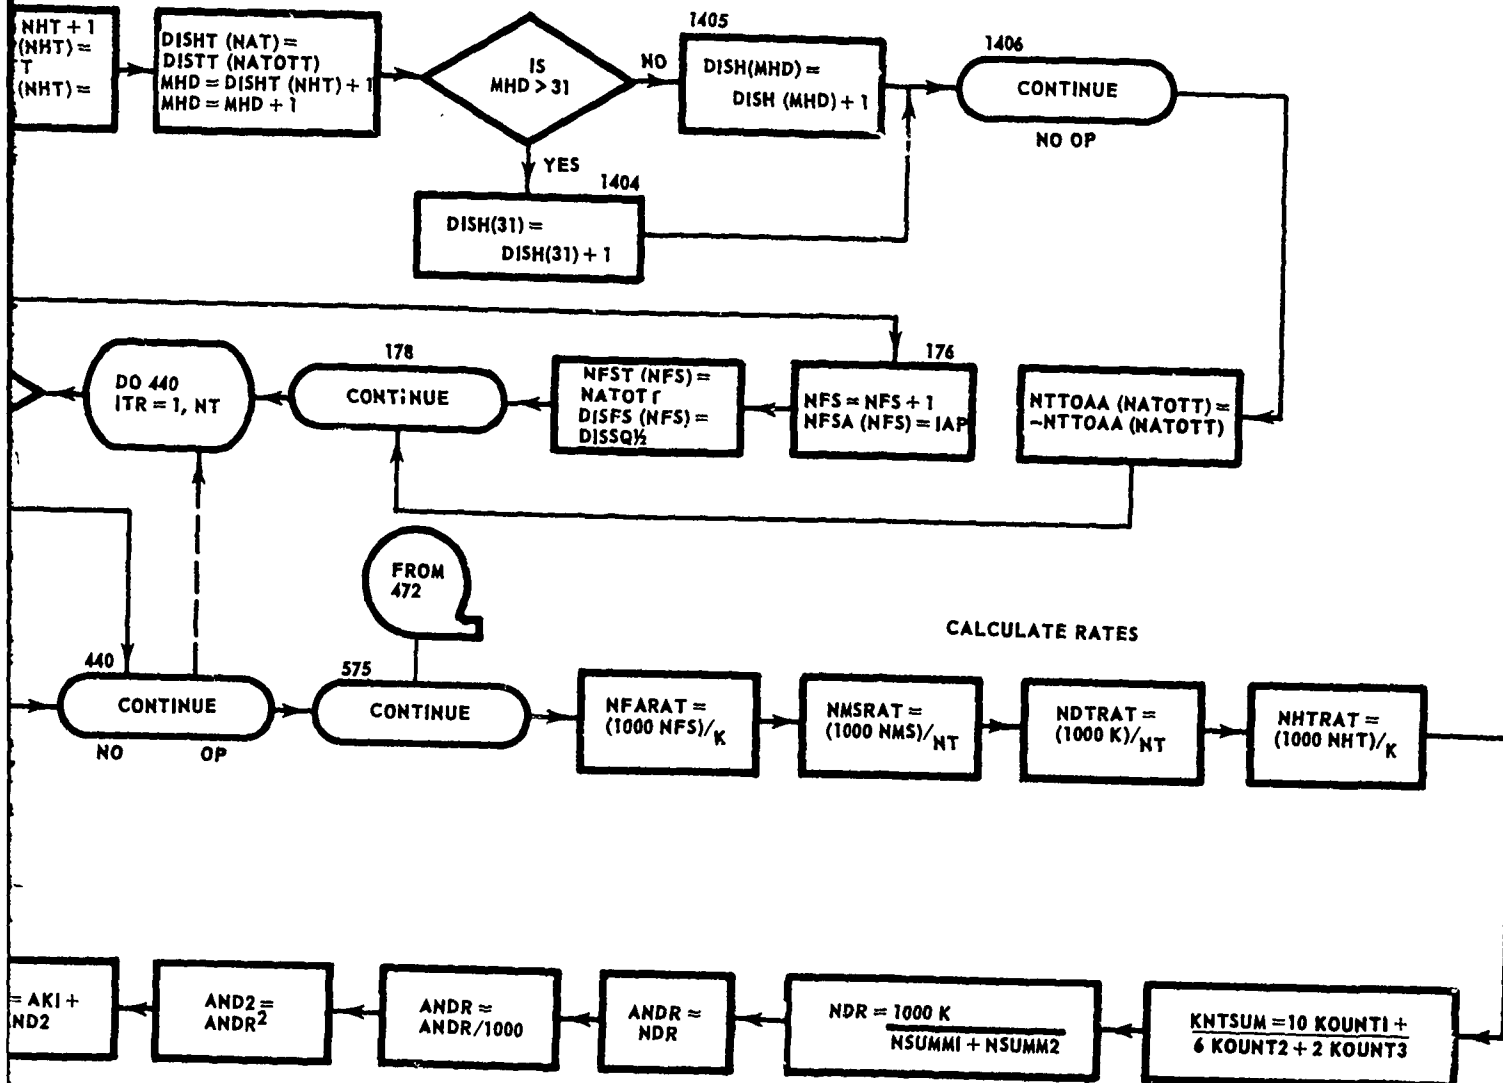 NHT + 1
(NHT) =
T
(NHT) =
DISHT (NAT) =
DISTT (NATOTT)
MHD = DISHT (NHT) + 1
MHD = MHD + 1
IS
MHD > 31
NO
YES
1405
DISH(MHD) =
DISH (MHD) + 1
1406
CONTINUE
NO OP
1404
DISH(31) =
DISH(31) + 1
DO 440
ITR = 1, NT
178
CONTINUE
NFST (NFS) =
NATOTT
DISFS (NFS) =
DISSQ½
176
NFS = NFS + 1
NFSA (NFS) = IAP
NTTOAA (NATOTT) =
~NTTOAA (NATOTT)
FROM
472
CALCULATE RATES
440
CONTINUE
NO OP
575
CONTINUE
NFARAT =
(1000 NFS)/K
NMSRAT =
(1000 NMS)/NT
NDTRAT =
(1000 K)/NT
NHTRAT =
(1000 NHT)/K
= AKI +
ND2
AND2 =
ANDR²
ANDR =
ANDR/1000
ANDR =
NDR
NDR = 1000 K
NSUMM1 + NSUMM2
KNTSUM = 10 KOUNT1 +
6 KOUNT2 + 2 KOUNT3